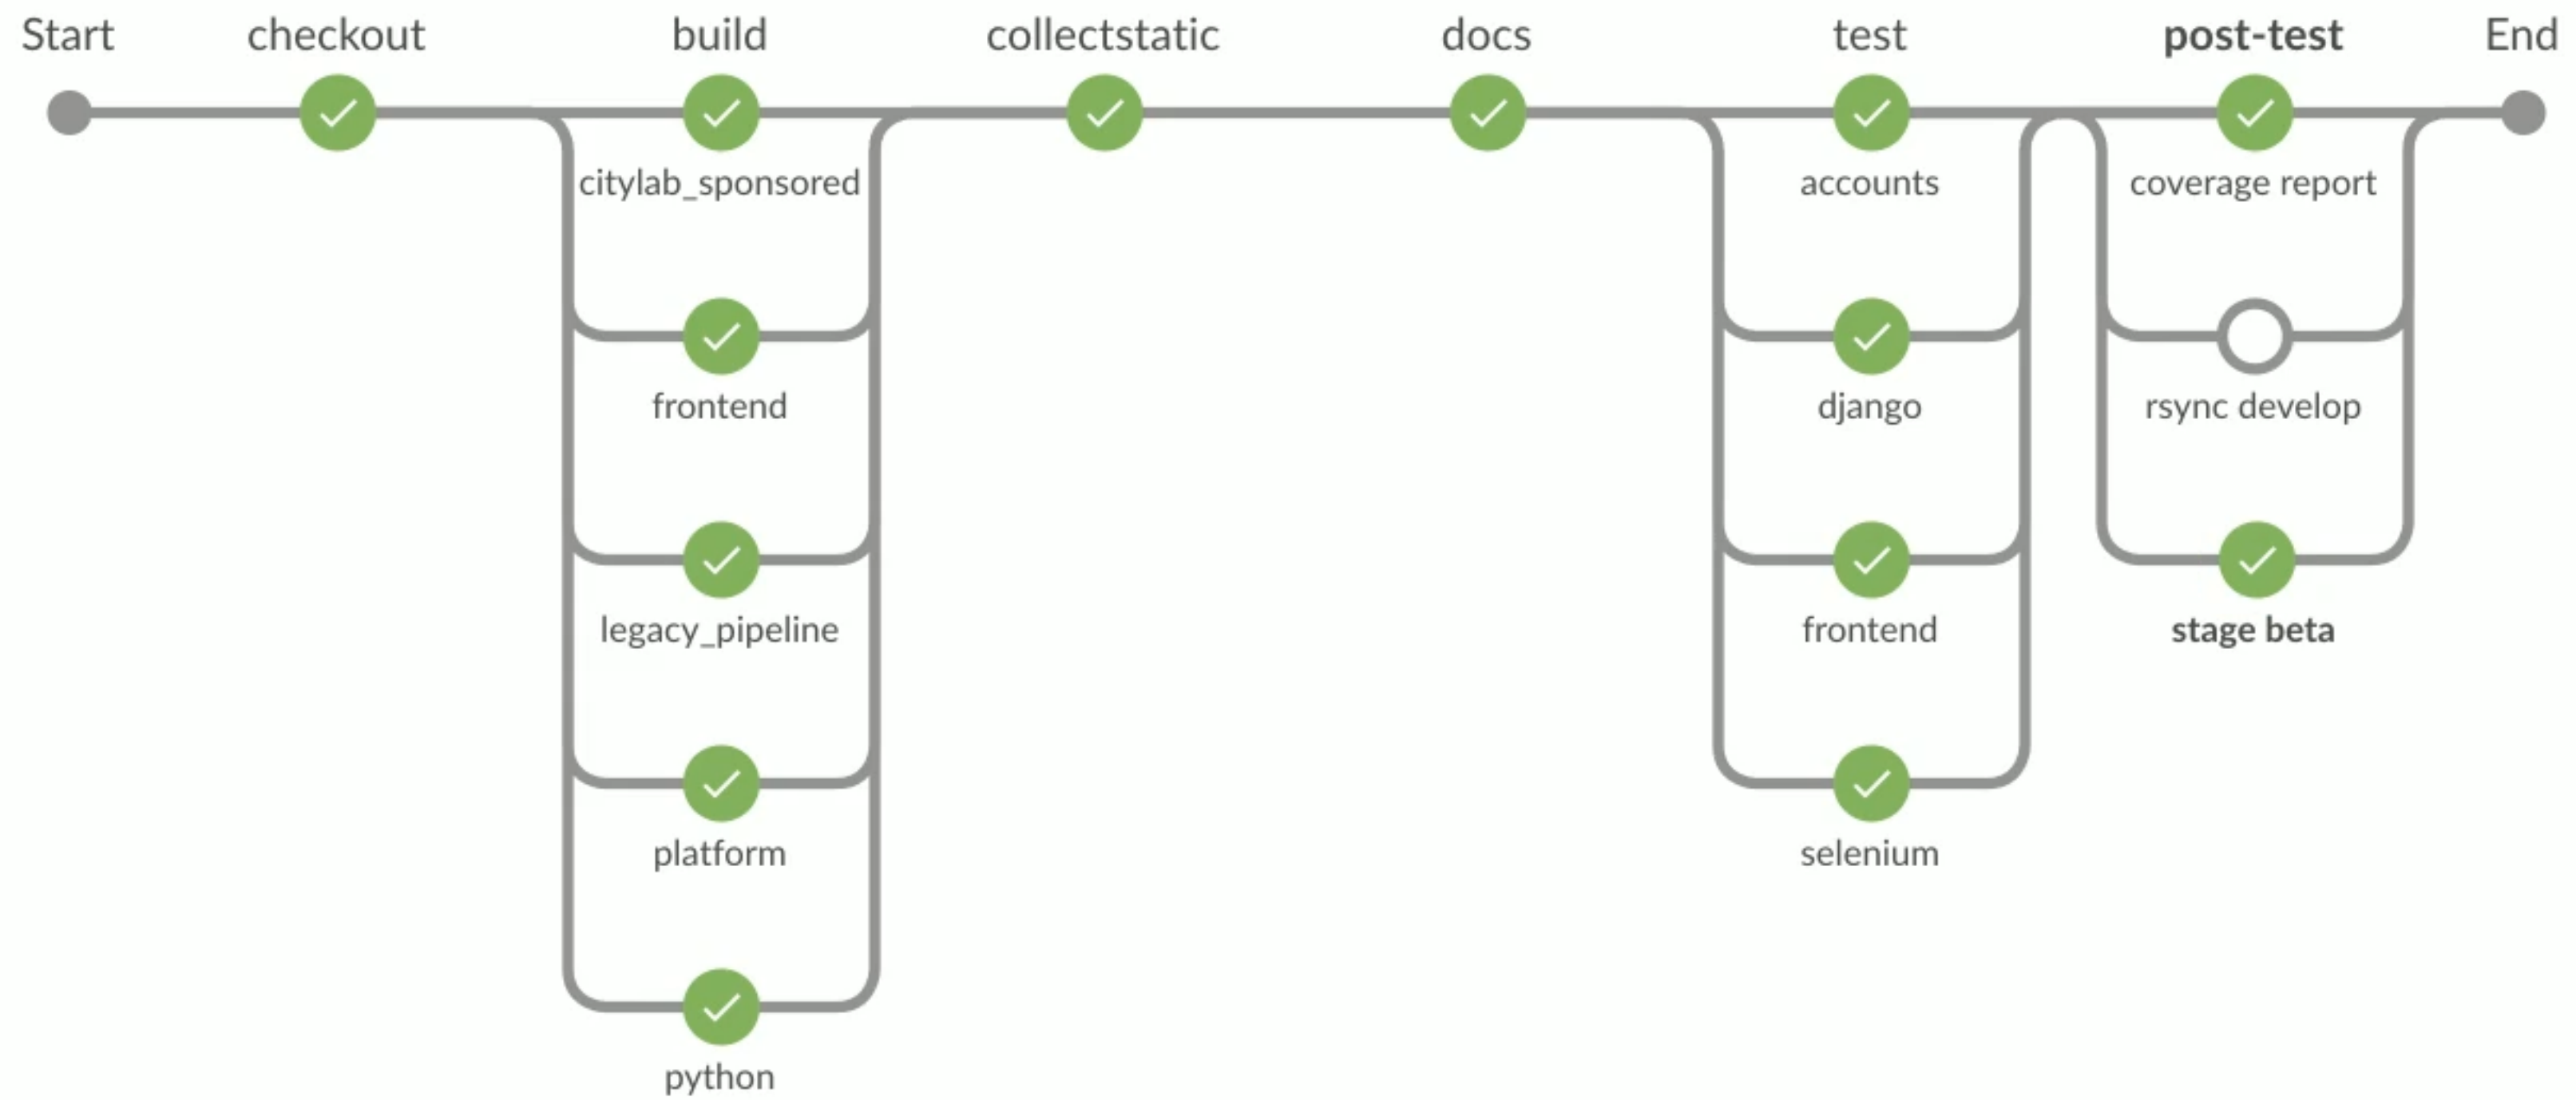 Start
checkout
build
collectstatic
docs
test
post-test
End
citylab_sponsored
accounts
coverage report
frontend
django
rsync develop
legacy_pipeline
frontend
stage beta
platform
selenium
python